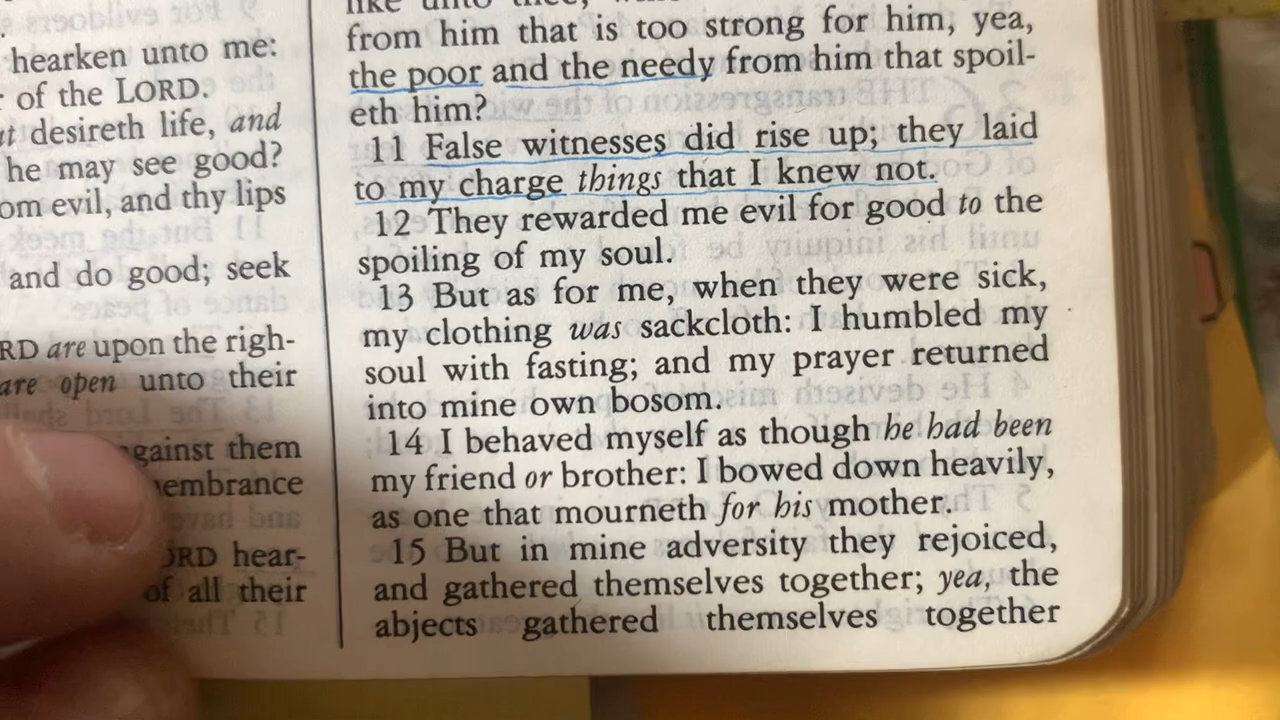 hearken unto me:
of the LORD.
desireth life, and
he may see good?
om evil, and thy lips
and do good; seek
RD are upon the righ-
are open unto their
gainst them
embrance
ORD hear-
of all their
like unto thee,
from him that is too strong for him, yea,
the poor and the needy from him that spoil-
eth him?
11 False witnesses did rise up; they laid
to my charge things that I knew not.
12 They rewarded me evil for good to the
spoiling of my soul.
13 But as for me, when they were sick,
my clothing was sackcloth: I humbled my
soul with fasting; and my prayer returned
into mine own bosom.
14 I behaved myself as though he had been
my friend or brother: I bowed down heavily,
as one that mourneth for his mother.
15 But in mine adversity they rejoiced,
and gathered themselves together; yea, the
abjects gathered themselves together